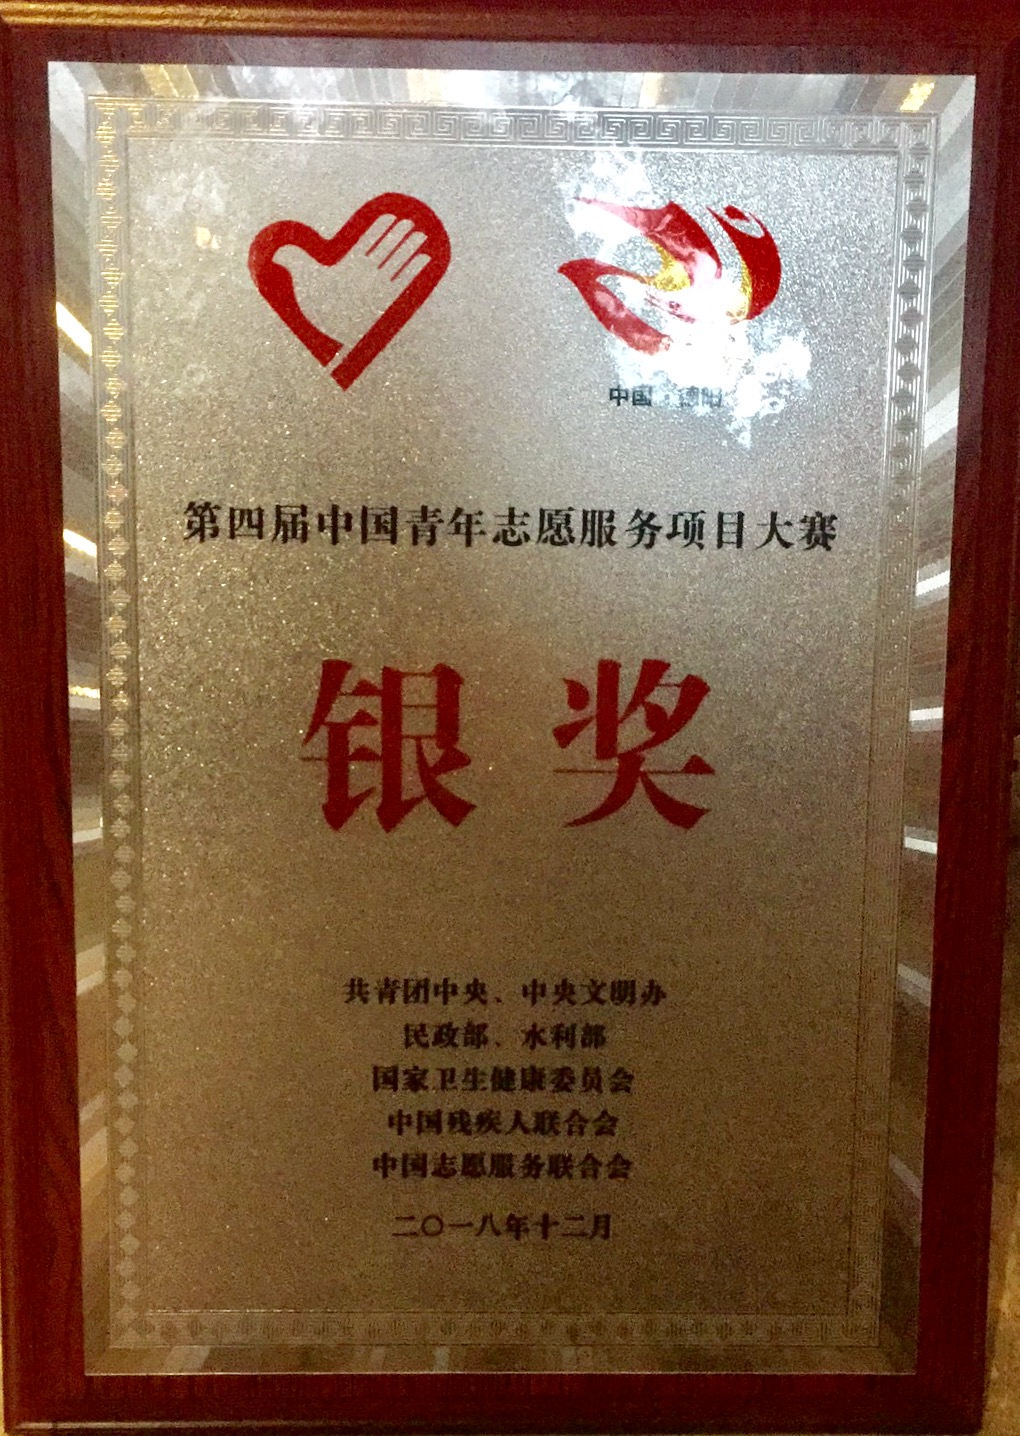 中国·德阳
第四届中国青年志愿服务项目大赛
银奖
共青团中央、中央文明办
民政部、水利部
国家卫生健康委员会
中国残疾人联合会
中国志愿服务联合会
二〇一八年十二月